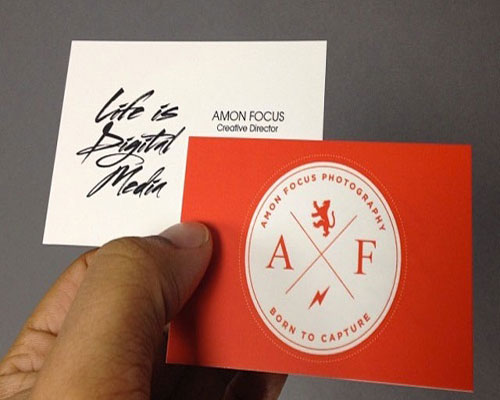 Life is
Digital
Media
AMON FOCUS
Creative Director
AMON FOCUS PHOTOGRAPHY
A F
BORN TO CAPTURE